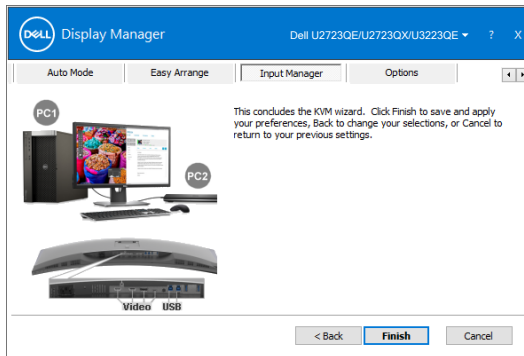 DELL Display Manager Dell U2723QE/U2723QX/U3223QE ? X
Auto Mode Easy Arrange Input Manager Options
PC1
This concludes the KVM wizard. Click Finish to save and apply
your preferences, Back to change your selections, or Cancel to
return to your previous settings.
PC2
Video USB
< Back Finish Cancel